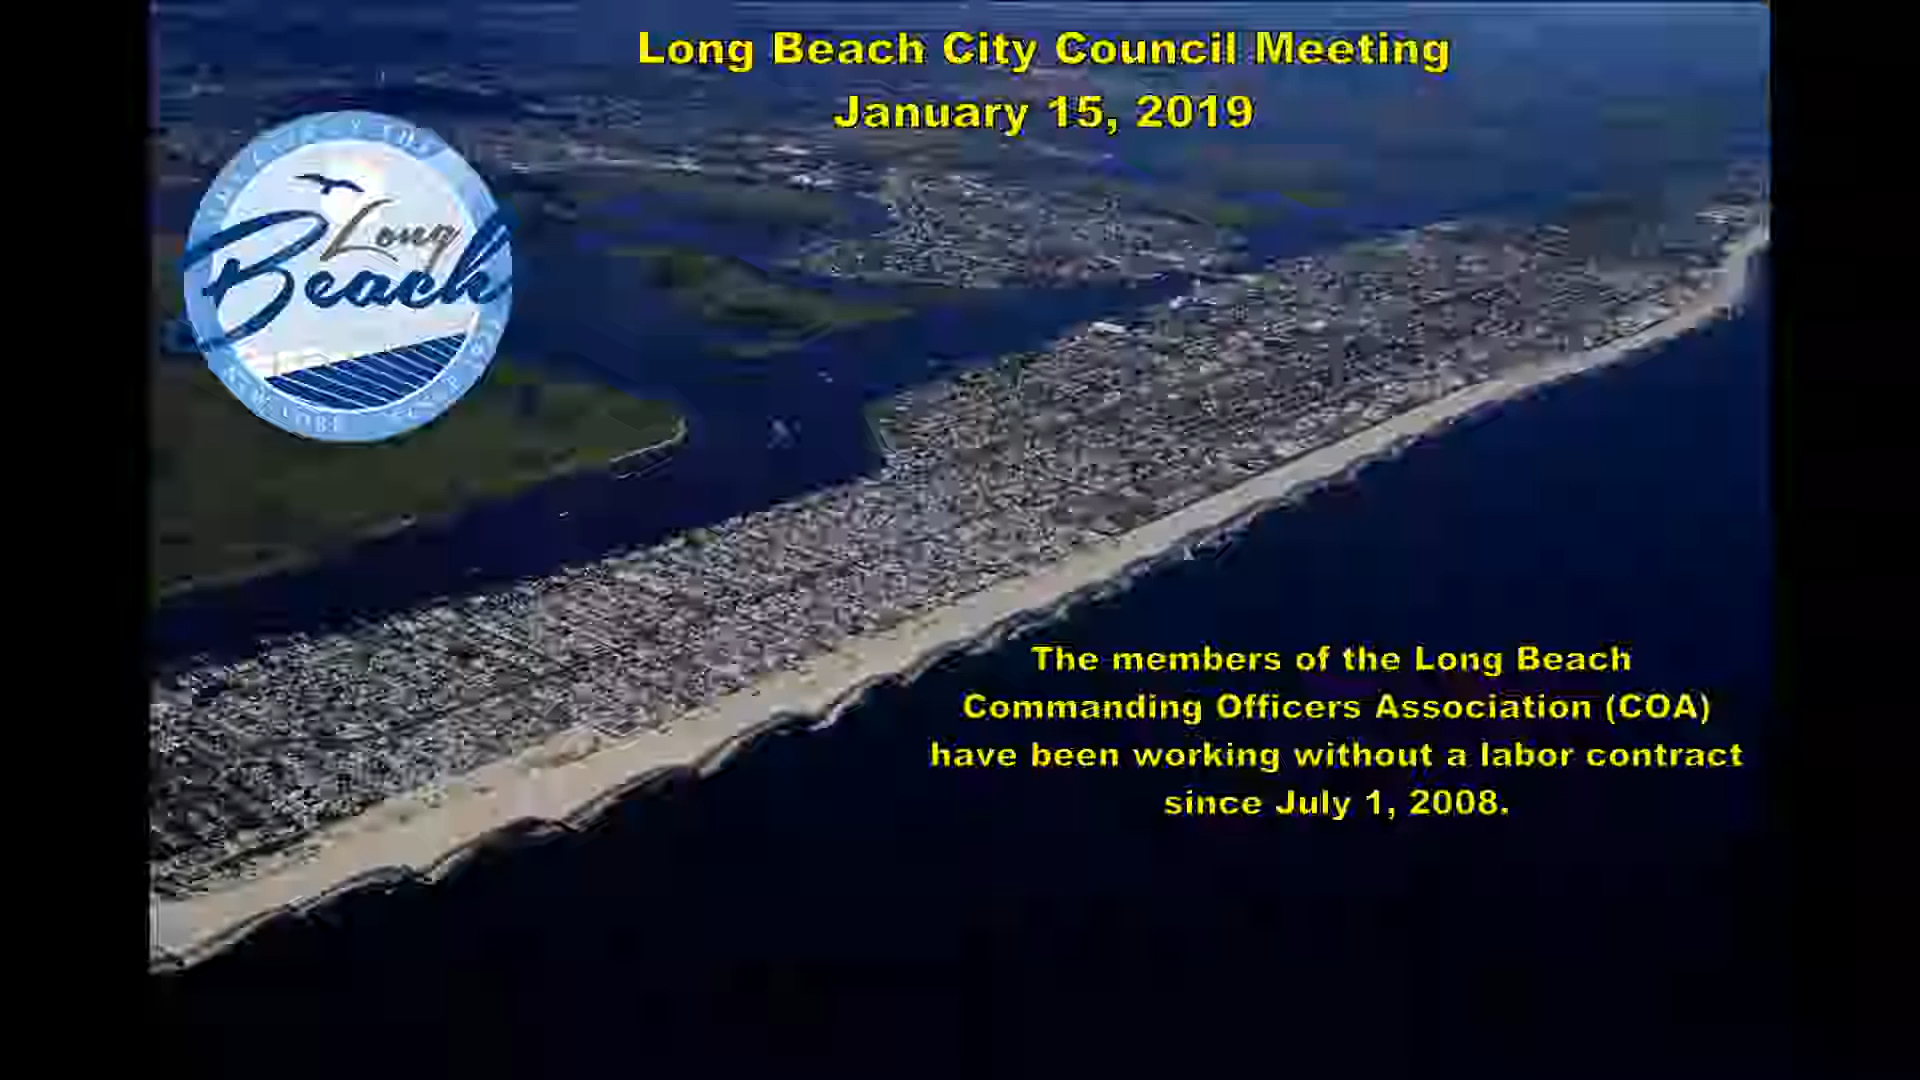 Long Beach City Council Meeting
January 15, 2019
Long
Beach
The members of the Long Beach
Commanding Officers Association (COA)
have been working without a labor contract
since July 1, 2008.